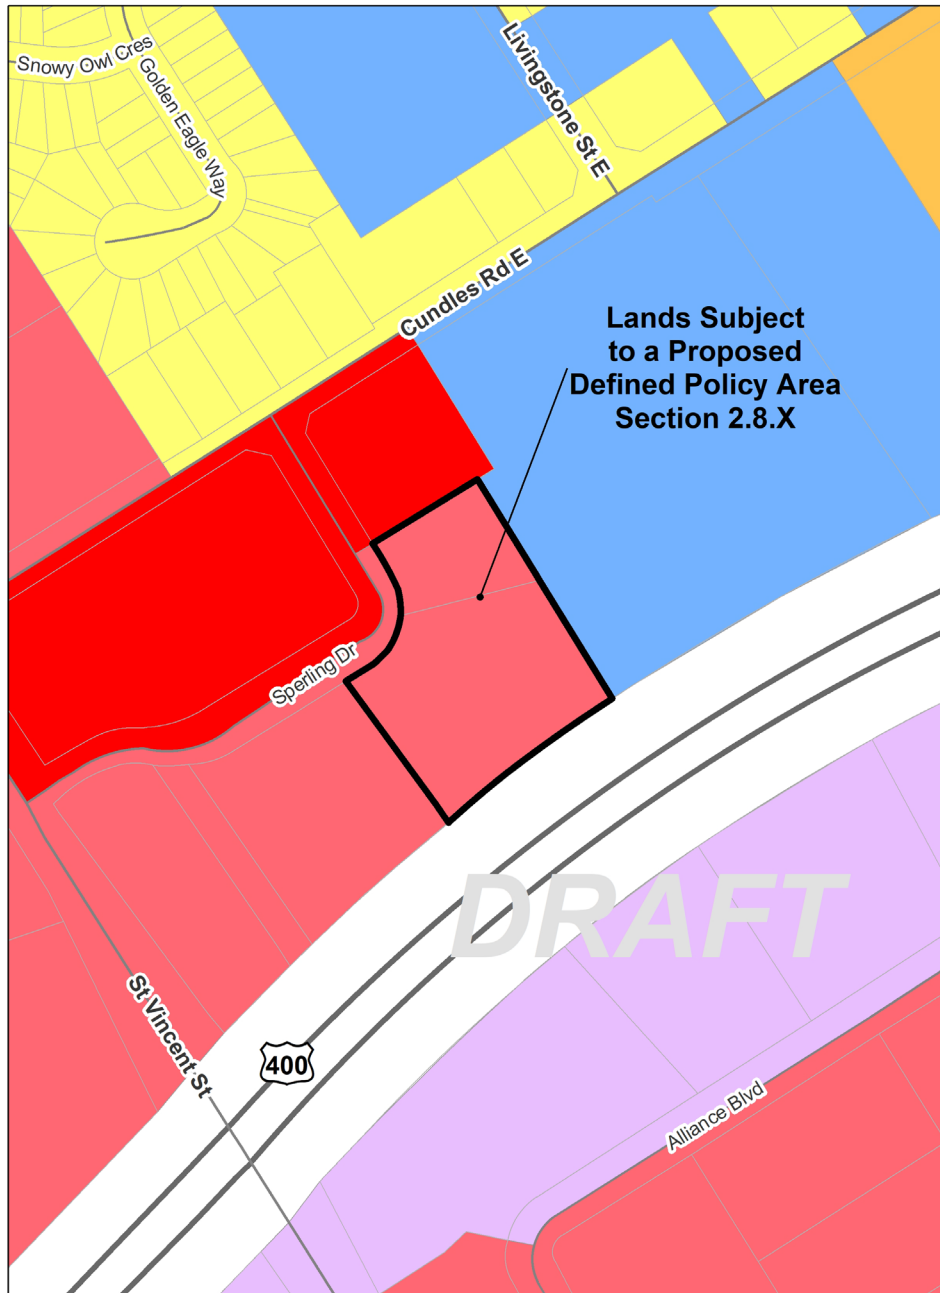 Snowy Owl Cres
Golden Eagle Way
Livingstone St E
Cundles Rd E
Lands Subject
to a Proposed
Defined Policy Area
Section 2.8.X
Sperling Dr
DRAFT
St Vincent St
400
Alliance Blvd